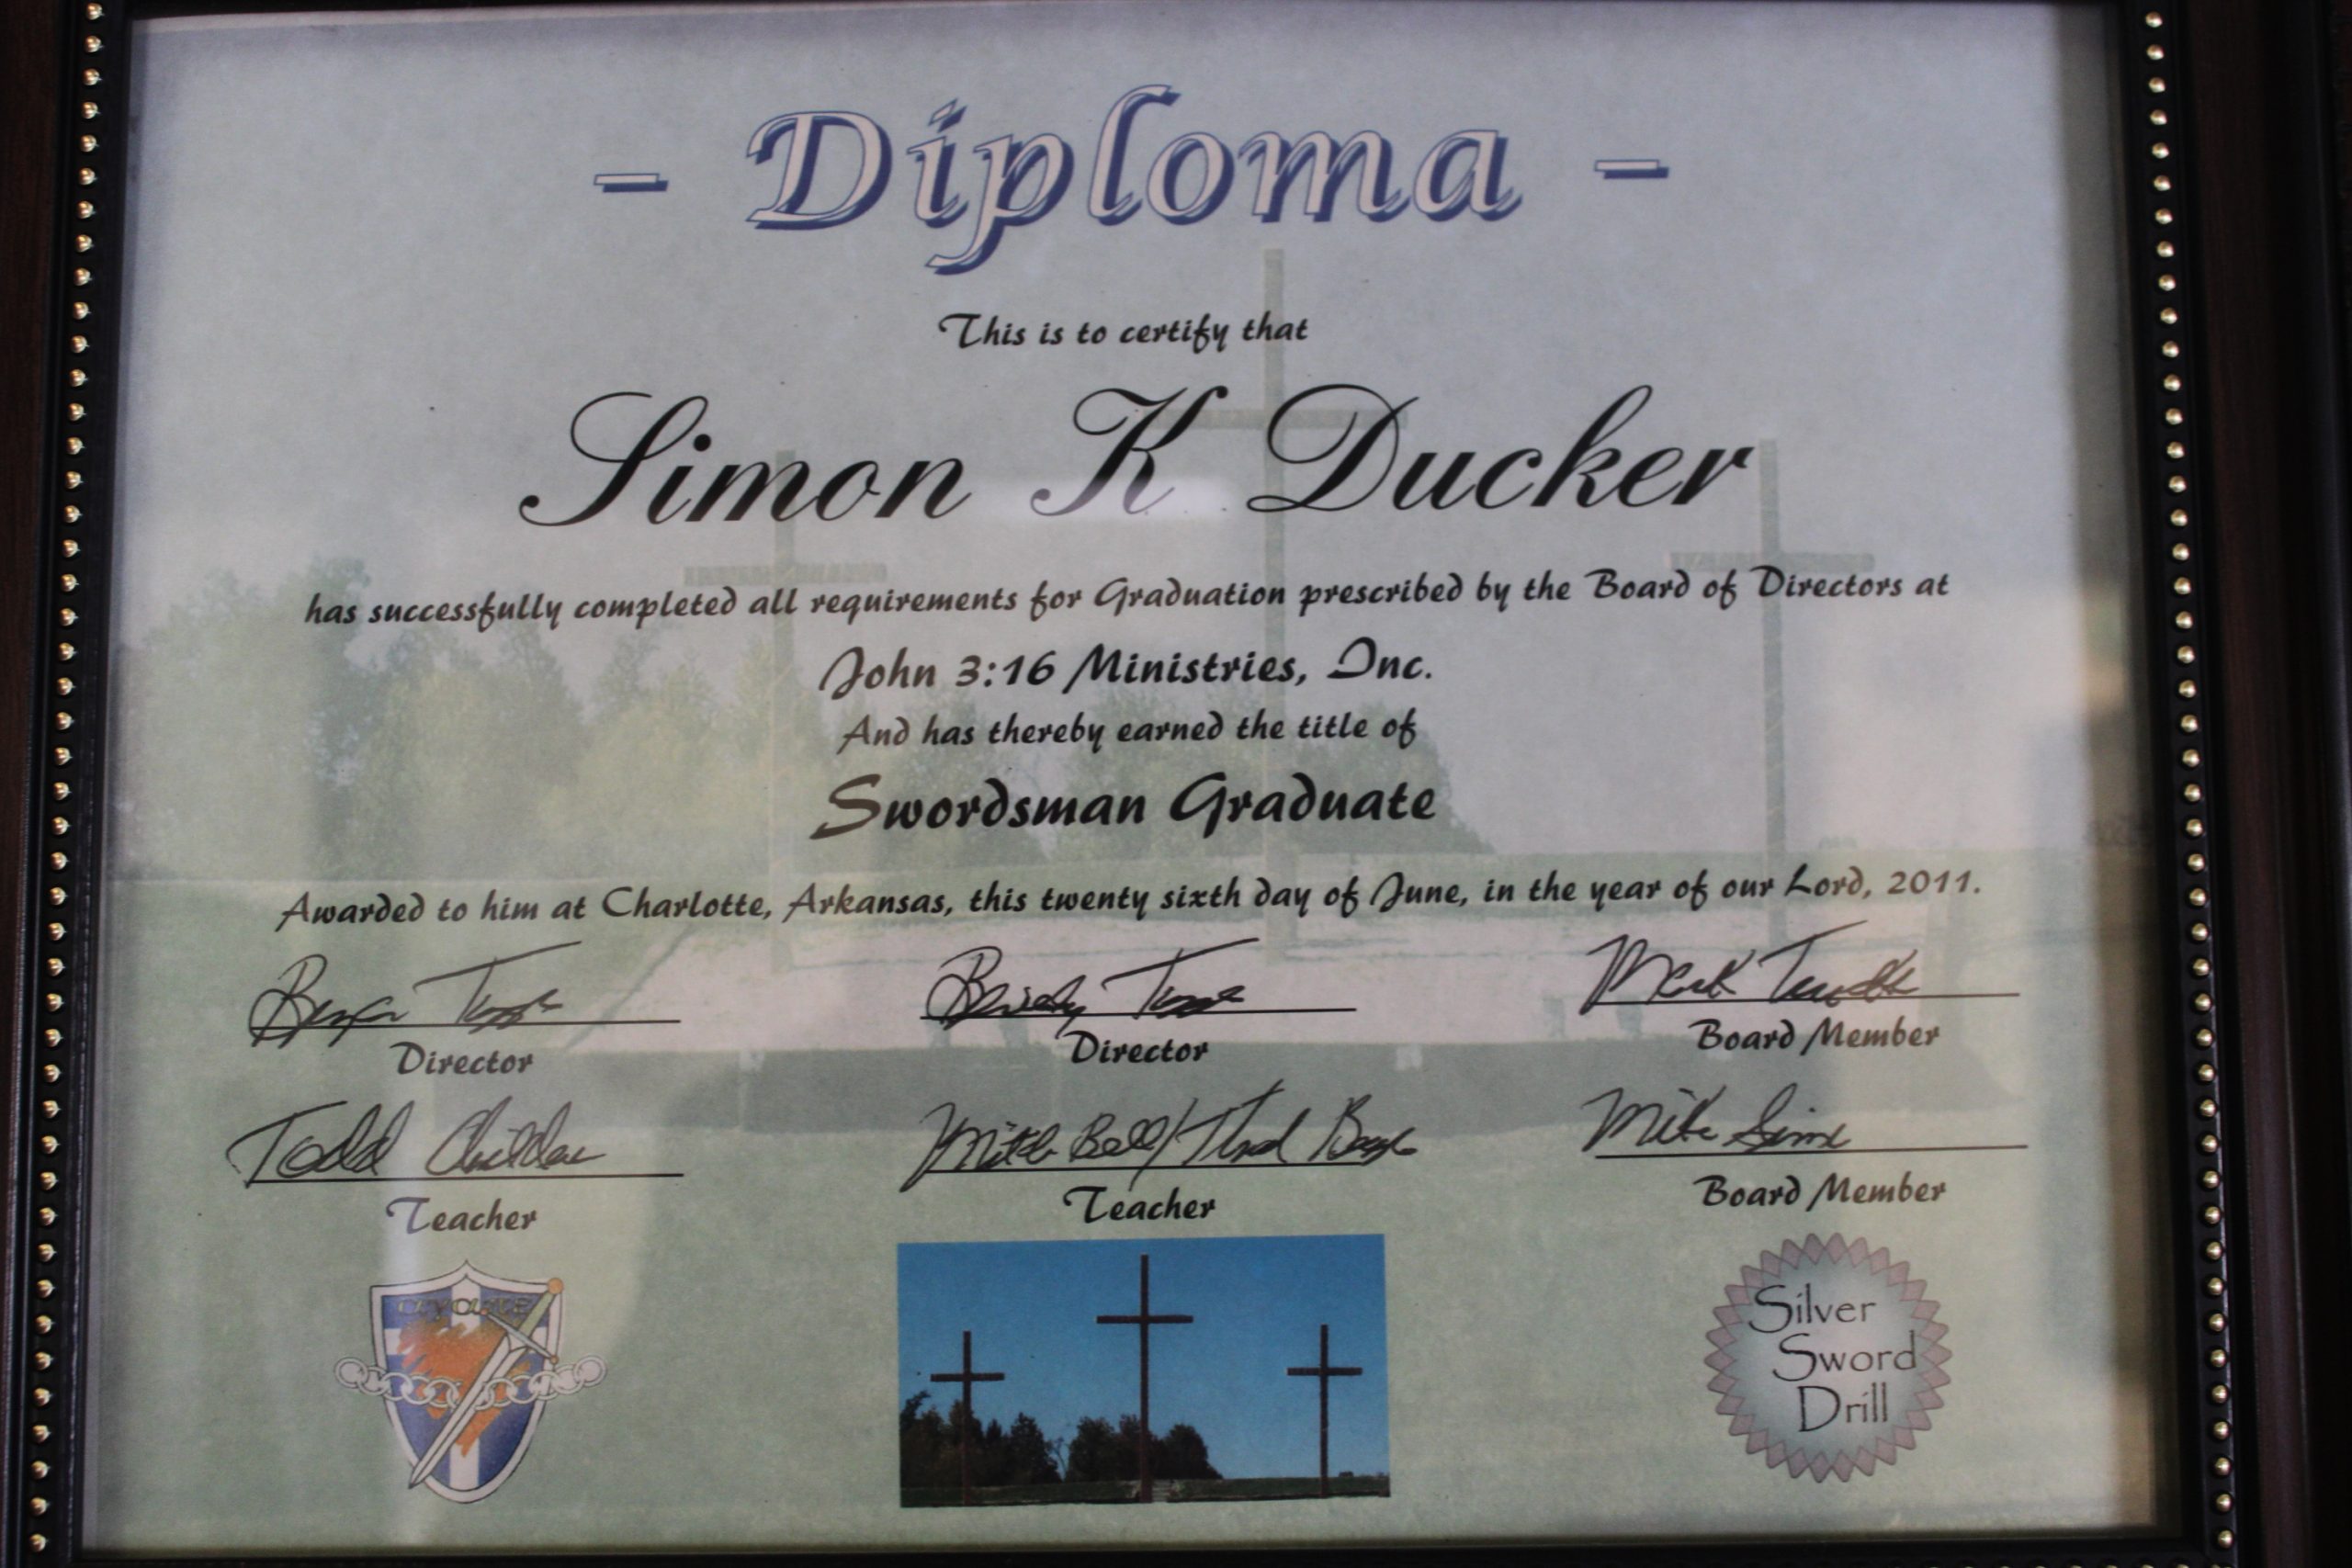 - Diploma -
This is to certify that
Simon K Ducker
has successfully completed all requirements for Graduation prescribed by the Board of Directors at
John 3:16 Ministries, Inc.
And has thereby earned the title of
Swordsman Graduate
Awarded to him at Charlotte, Arkansas, this twenty sixth day of June, in the year of our Lord, 2011.
Director
Director
Board Member
Todd
Mike
Teacher
Teacher
Board Member
Silver
Sword
Drill